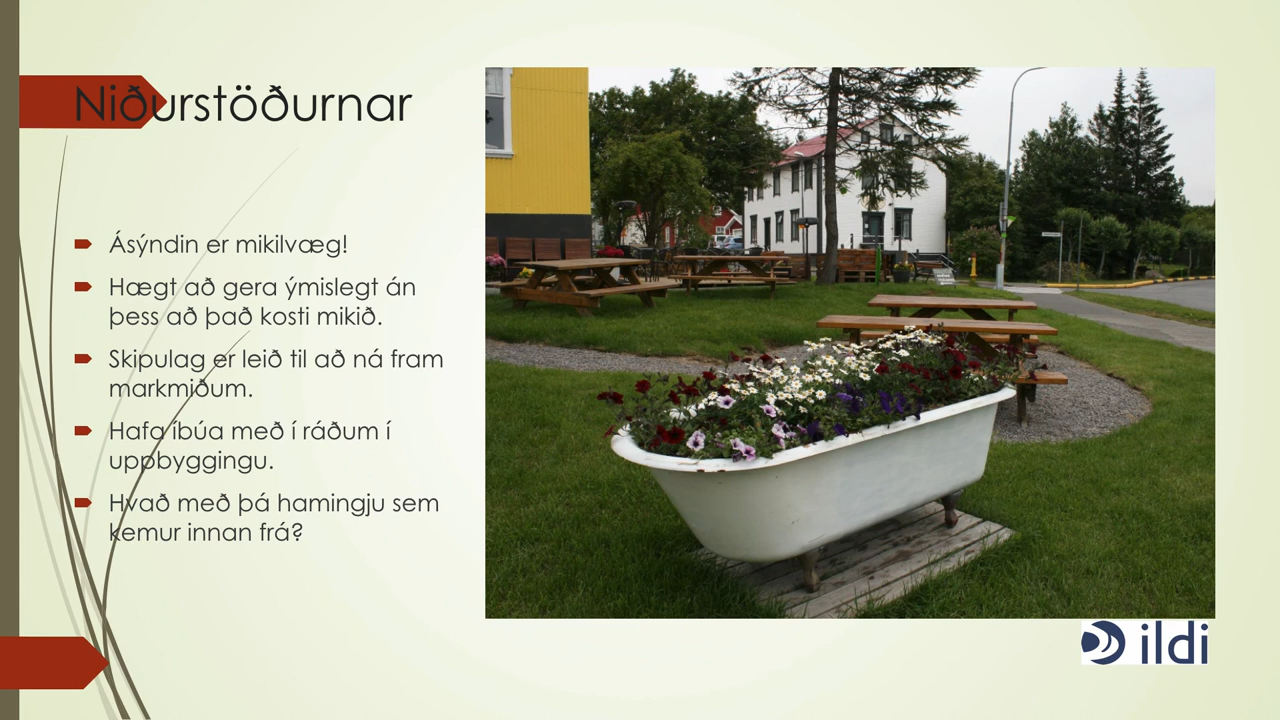 Niðurstöðurnar
Ásýndin er mikilvæg!
Hægt að gera ýmislegt án
þess að það kosti mikið.
Skipulag er leið til að ná fram
markmiðum.
Hafa íbúa með í ráðum í
uppbyggingu.
Hvað með þá hamingju sem
kemur innan frá?
ildi